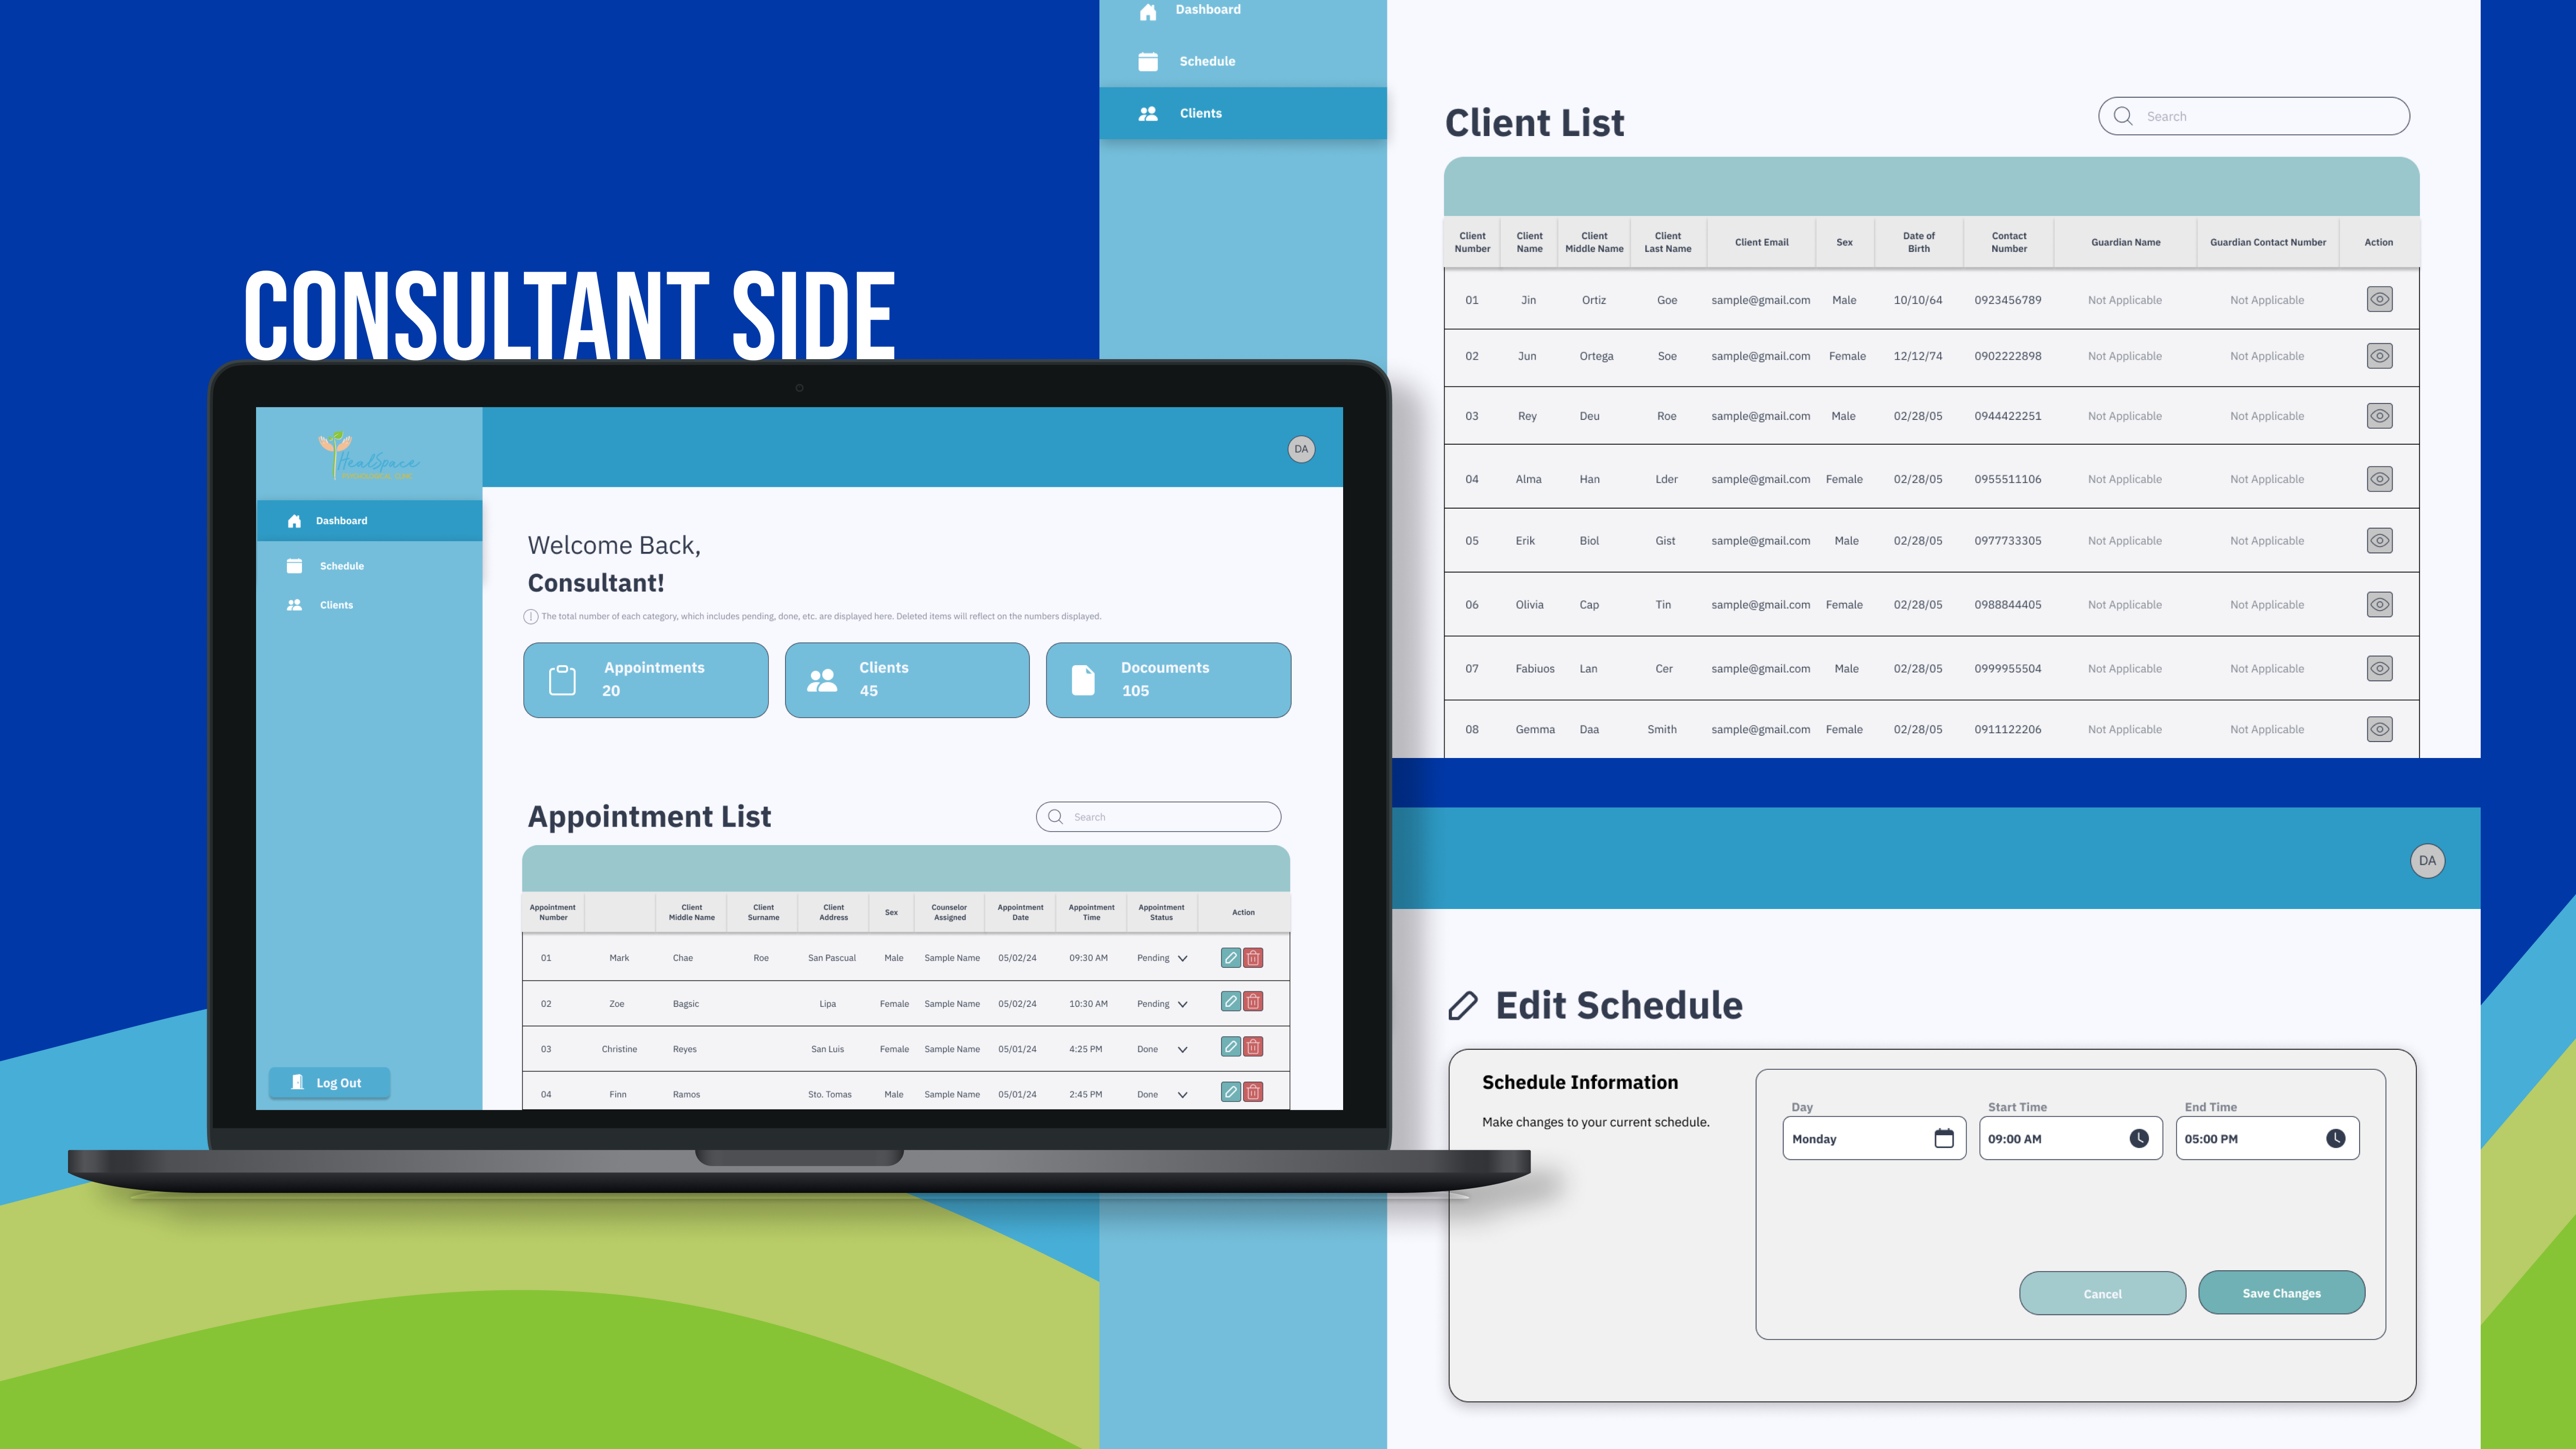 CONSULTANT SIDE
HealSpace
Dashboard
Schedule
Clients
Log Out
DA
Welcome Back,
Consultant!
The total number of each category, which includes pending, done, etc. are displayed here. Deleted items will reflect on the numbers displayed.
Appointments
20
Clients
45
Docouments
105
Appointment List
Search
Appointment Number Client Middle Name Client Surname Client Address Sex Counselor Assigned Appointment Date Appointment Time Appointment Status Action
01 Mark Chae Roe San Pascual Male Sample Name 05/02/24 09:30 AM Pending
02 Zoe Bagsic Lipa Female Sample Name 05/02/24 10:30 AM Pending
03 Christine Reyes San Luis Female Sample Name 05/01/24 4:25 PM Done
04 Finn Ramos Sto. Tomas Male Sample Name 05/01/24 2:45 PM Done
Dashboard
Schedule
Clients
Client List
Search
Client Number Client Name Client Middle Name Client Last Name Client Email Sex Date of Birth Contact Number Guardian Name Guardian Contact Number Action
01 Jin Ortiz Goe sample@gmail.com Male 10/10/64 0923456789 Not Applicable Not Applicable
02 Jun Ortega Soe sample@gmail.com Female 12/12/74 0902222898 Not Applicable Not Applicable
03 Rey Deu Roe sample@gmail.com Male 02/28/05 0944422251 Not Applicable Not Applicable
04 Alma Han Lder sample@gmail.com Female 02/28/05 0955511106 Not Applicable Not Applicable
05 Erik Biol Gist sample@gmail.com Male 02/28/05 0977733305 Not Applicable Not Applicable
06 Olivia Cap Tin sample@gmail.com Female 02/28/05 0988844405 Not Applicable Not Applicable
07 Fabiuos Lan Cer sample@gmail.com Male 02/28/05 0999955504 Not Applicable Not Applicable
08 Gemma Daa Smith sample@gmail.com Female 02/28/05 0911122206 Not Applicable Not Applicable
DA
Edit Schedule
Schedule Information
Make changes to your current schedule.
Day Start Time End Time
Monday 09:00 AM 05:00 PM
Cancel Save Changes